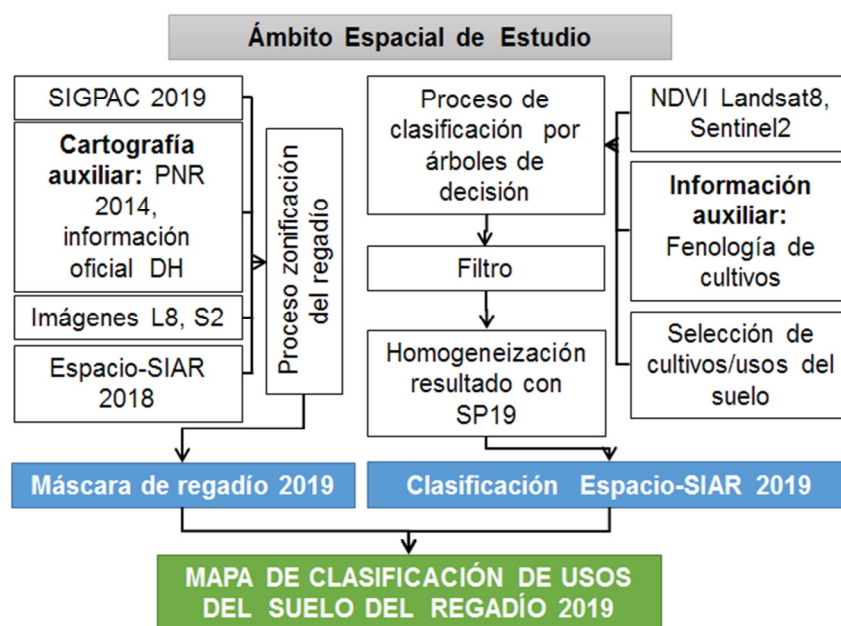 Ámbito Espacial de Estudio
SIGPAC 2019
Cartografía
auxiliar: PNR
2014,
información
oficial DH
Imágenes L8, S2
Espacio-SIAR
2018
Proceso zonificación
del regadío
Proceso de
clasificación por
árboles de
decisión
Filtro
Homogeneización
resultado con
SP19
NDVI Landsat8,
Sentinel2
Información
auxiliar:
Fenología de
cultivos
Selección de
cultivos/usos del
suelo
Máscara de regadío 2019
Clasificación Espacio-SIAR 2019
MAPA DE CLASIFICACIÓN DE USOS
DEL SUELO DEL REGADÍO 2019